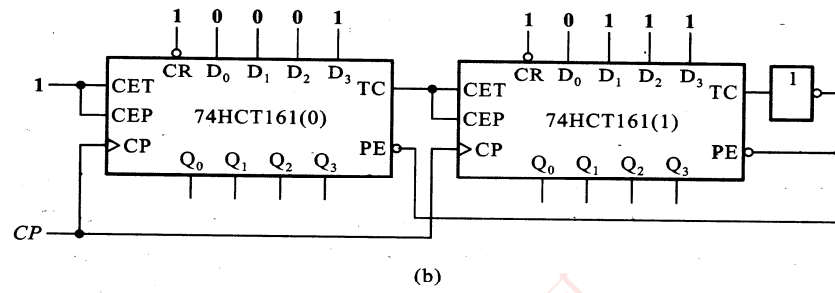 1 0 0 0 1 1 0 1 1 1
CR D₀ D₁ D₂ D₃ CR D₀ D₁ D₂ D₃
1 CET TC CET TC 1
CEP 74HCT161(0) CEP 74HCT161(1)
CP PE CP PE
Q₀ Q₁ Q₂ Q₃ Q₀ Q₁ Q₂ Q₃
CP
(b)